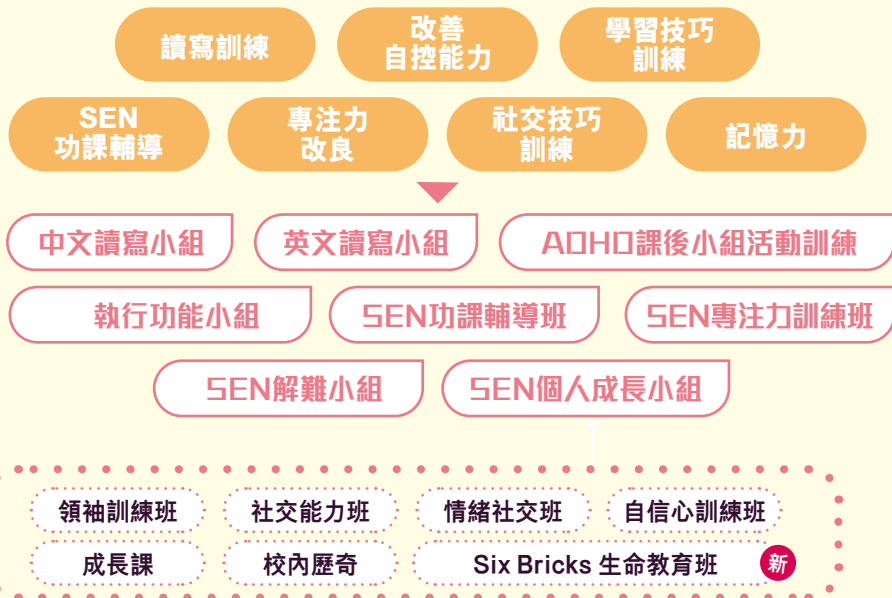 讀寫訓練
改善
自控能力
學習技巧
訓練
SEN
功課輔導
專注力
改良
社交技巧
訓練
記憶力
中文讀寫小組
英文讀寫小組
ADHD課後小組活動訓練
執行功能小組
SEN功課輔導班
SEN專注力訓練班
SEN解難小組
SEN個人成長小組
領袖訓練班
社交能力班
情緒社交班
自信心訓練班
成長課
校內歷奇
Six Bricks 生命教育班
新